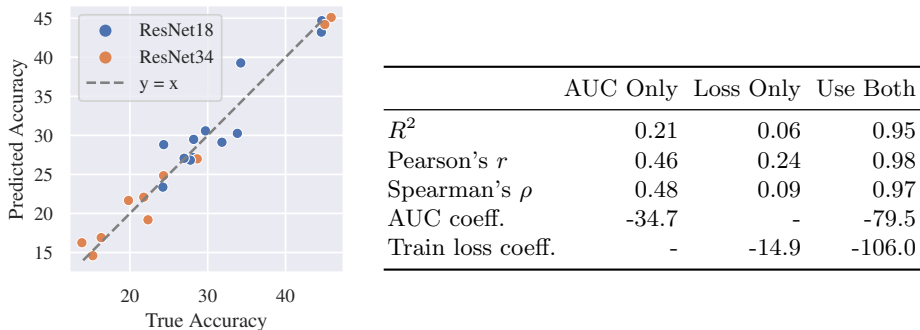 45
40
35
30
25
20
15
Predicted Accuracy
ResNet18
ResNet34
y = x
20 30 40
True Accuracy
AUC Only Loss Only Use Both
R² 0.21 0.06 0.95
Pearson's r 0.46 0.24 0.98
Spearman's ρ 0.48 0.09 0.97
AUC coeff. -34.7 - -79.5
Train loss coeff. - -14.9 -106.0